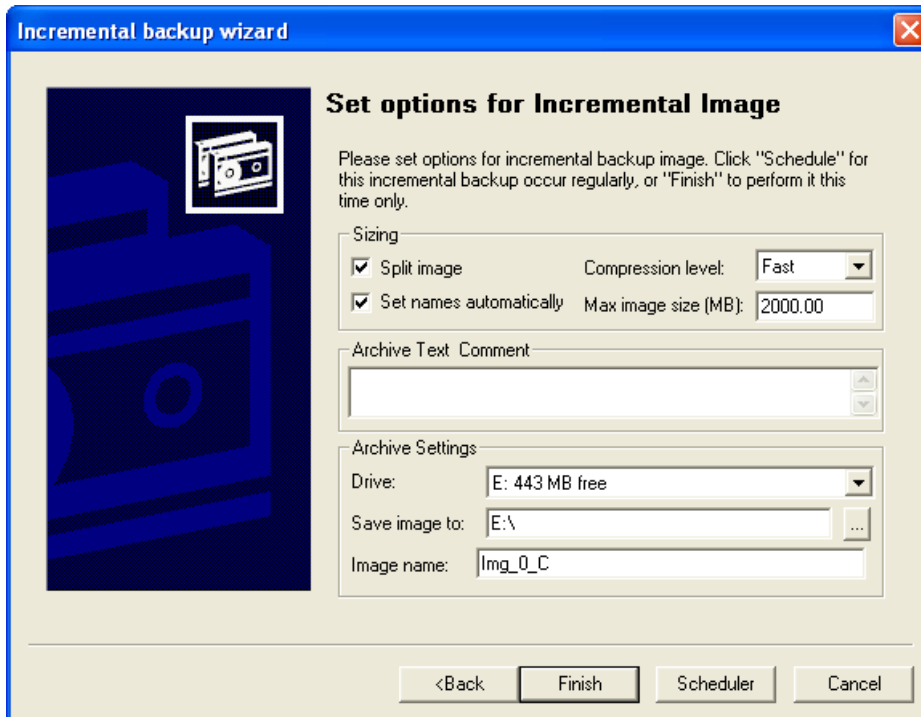 Incremental backup wizard
Set options for Incremental Image
Please set options for incremental backup image. Click "Schedule" for
this incremental backup occur regularly, or "Finish" to perform it this
time only.
Sizing
Split image
Compression level: Fast
Set names automatically
Max image size (MB): 2000.00
Archive Text  Comment
Archive Settings
Drive: E: 443 MB free
Save image to: E:\ ...
Image name: Img_0_C
<Back Finish Scheduler Cancel